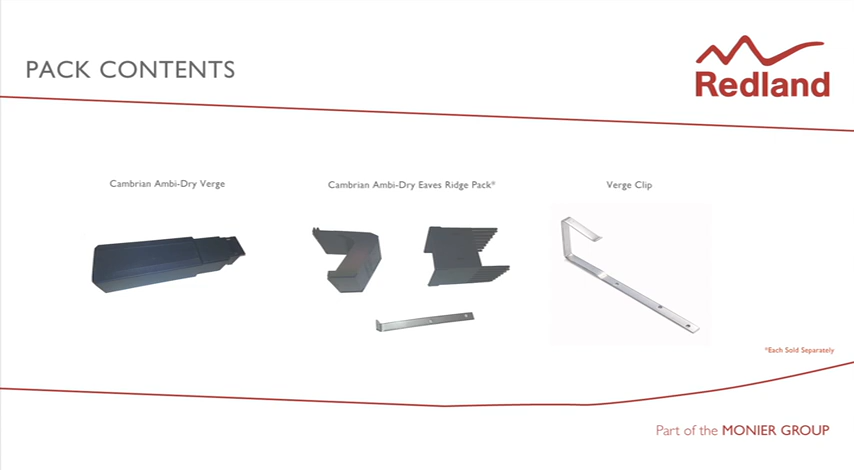 PACK CONTENTS
Redland
Cambrian Ambi-Dry Verge
Cambrian Ambi-Dry Eaves Ridge Pack*
Verge Clip
*Each Sold Separately
Part of the MONIER GROUP